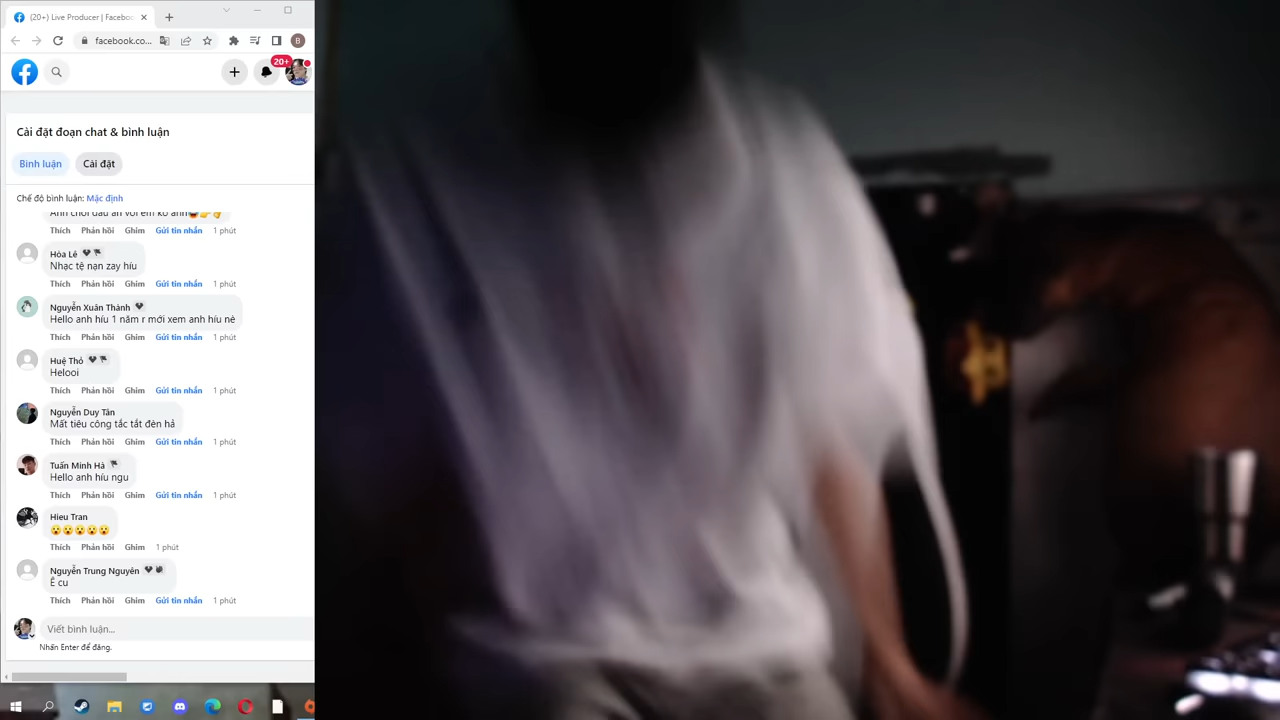 (20+) Live Producer | Faceboo
facebook.co...
20+
B
Cài đặt đoạn chat & bình luận
Bình luận
Cài đặt
Chế độ bình luận: Mặc định
Thích Phản hồi Ghim Gửi tin nhắn 1 phút
Hòa Lê
Nhạc tệ nạn zay híu
Thích Phản hồi Ghim Gửi tin nhắn 1 phút
Nguyễn Xuân Thành
Hello anh híu 1 năm r mới xem anh híu nè
Thích Phản hồi Ghim Gửi tin nhắn 1 phút
Huệ Thỏ
Helooi
Thích Phản hồi Ghim Gửi tin nhắn 1 phút
Nguyễn Duy Tân
Mất tiêu công tắc tắt đèn hả
Thích Phản hồi Ghim Gửi tin nhắn 1 phút
Tuấn Minh Hà
Hello anh híu ngu
Thích Phản hồi Ghim Gửi tin nhắn 1 phút
Hieu Tran
😮😮😮😮😮
Thích Phản hồi Ghim 1 phút
Nguyễn Trung Nguyên
Ê cu
Thích Phản hồi Ghim Gửi tin nhắn 1 phút
Viết bình luận...
Nhấn Enter để đăng.